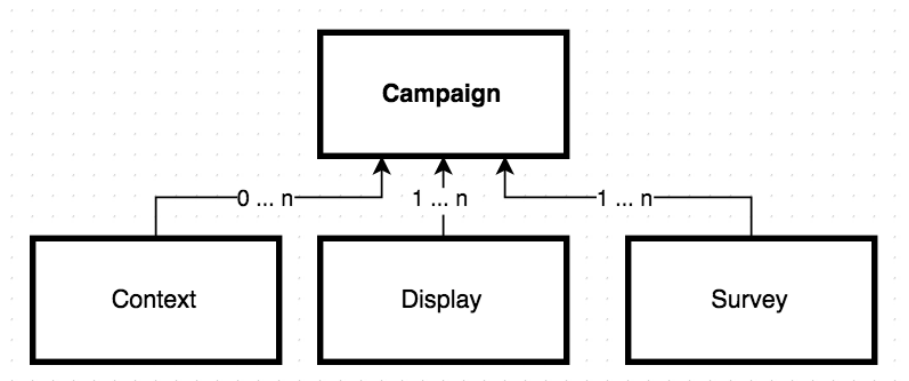 Campaign
0 ... n
1 ... n
1 ... n
Context
Display
Survey